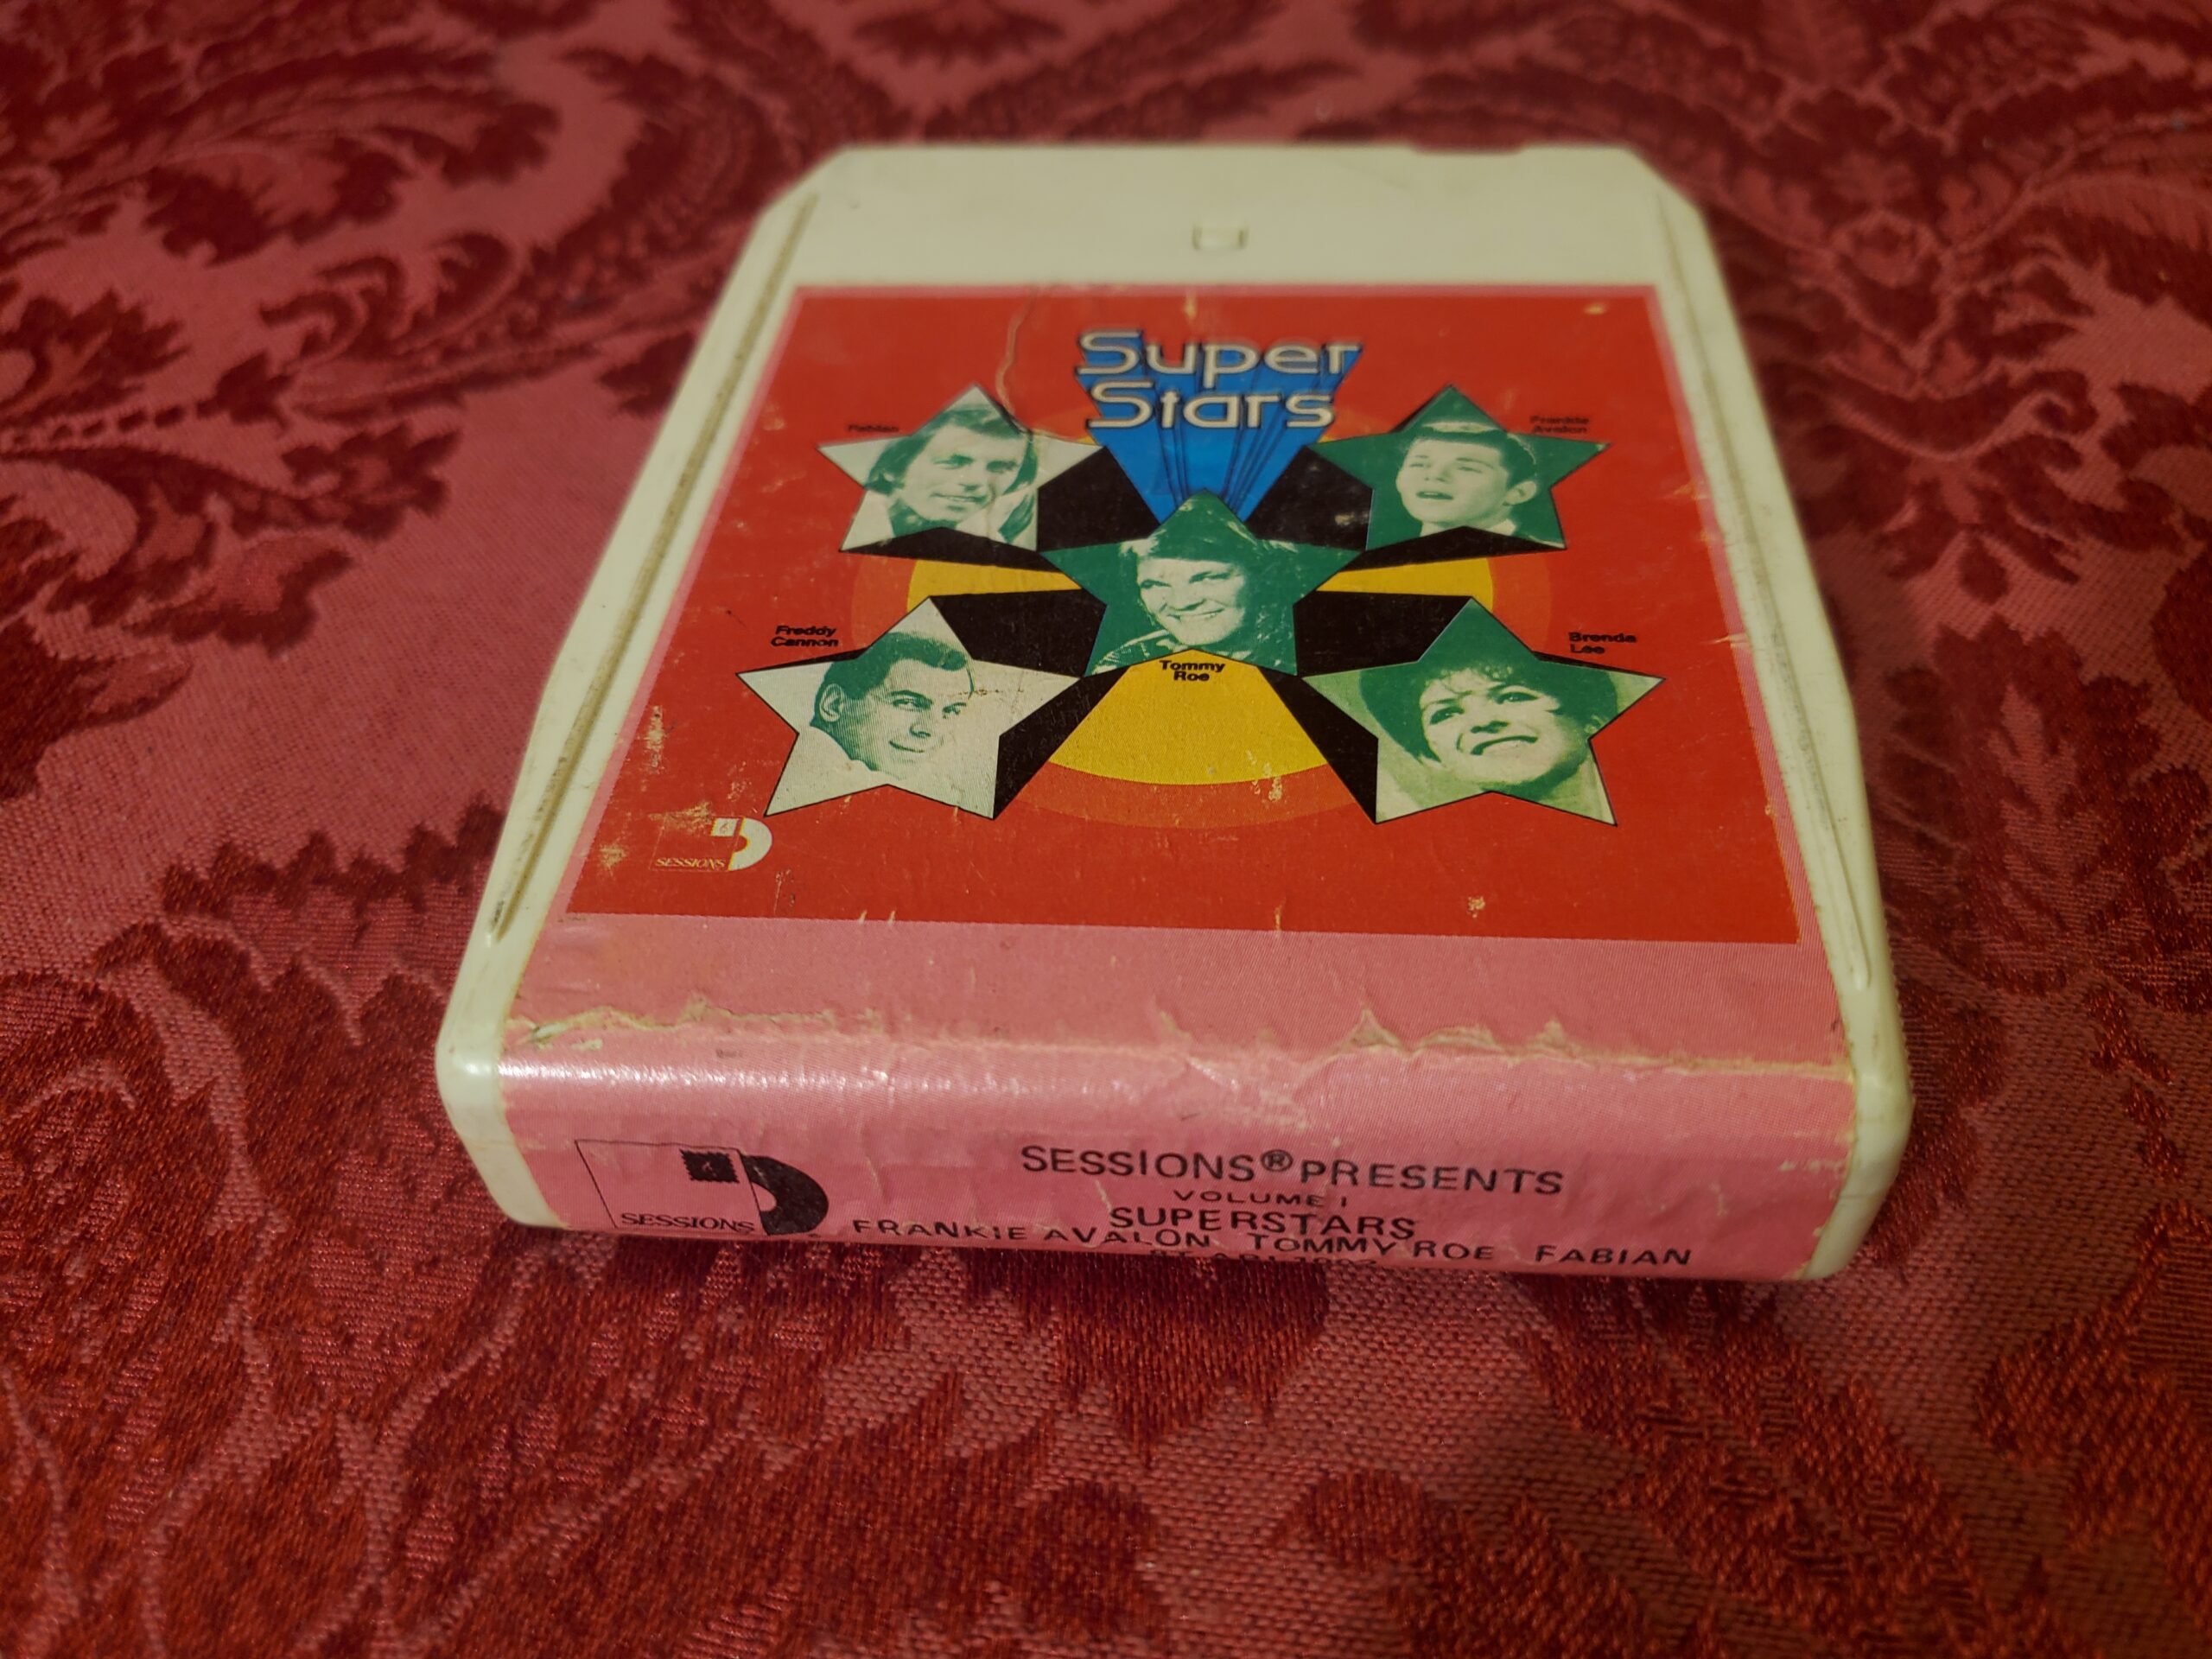 Super
Stars
Fabian
Frankie
Avalon
Freddy
Cannon
Tommy
Roe
Brenda
Lee
SESSIONS
SESSIONS® PRESENTS
VOLUME I
SUPERSTARS
SESSIONS
FRANKIE AVALON TOMMY ROE FABIAN